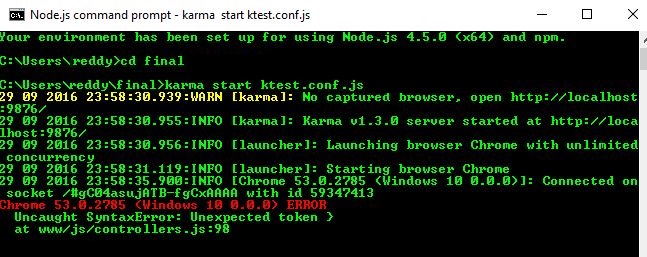 Node.js command prompt - karma  start ktest.conf.js
Your environment has been set up for using Node.js 4.5.0 (x64) and npm.
C:\Users\reddy>cd final
C:\Users\reddy\final>karma start ktest.conf.js
29 09 2016 23:58:30.939:WARN [karma]: No captured browser, open http://localhost
:9876/
29 09 2016 23:58:30.955:INFO [karma]: Karma v1.3.0 server started at http://loca
lhost:9876/
29 09 2016 23:58:30.956:INFO [launcher]: Launching browser Chrome with unlimited
 concurrency
29 09 2016 23:58:31.119:INFO [launcher]: Starting browser Chrome
29 09 2016 23:58:35.900:INFO [Chrome 53.0.2785 (Windows 10 0.0.0)]: Connected on
 socket /#gC04asujATB-fgCxAAAA with id 59347413
Chrome 53.0.2785 (Windows 10 0.0.0) ERROR
  Uncaught SyntaxError: Unexpected token }
  at www/js/controllers.js:98